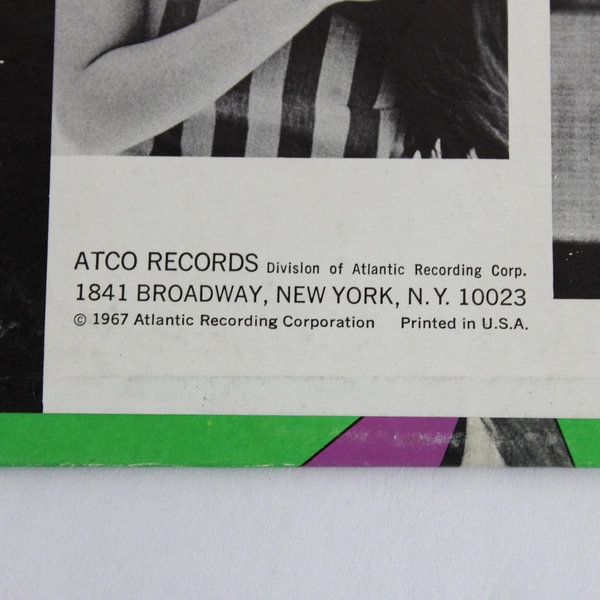 ATCO RECORDS Division of Atlantic Recording Corp.
1841 BROADWAY, NEW YORK, N.Y. 10023
© 1967 Atlantic Recording Corporation Printed in U.S.A.